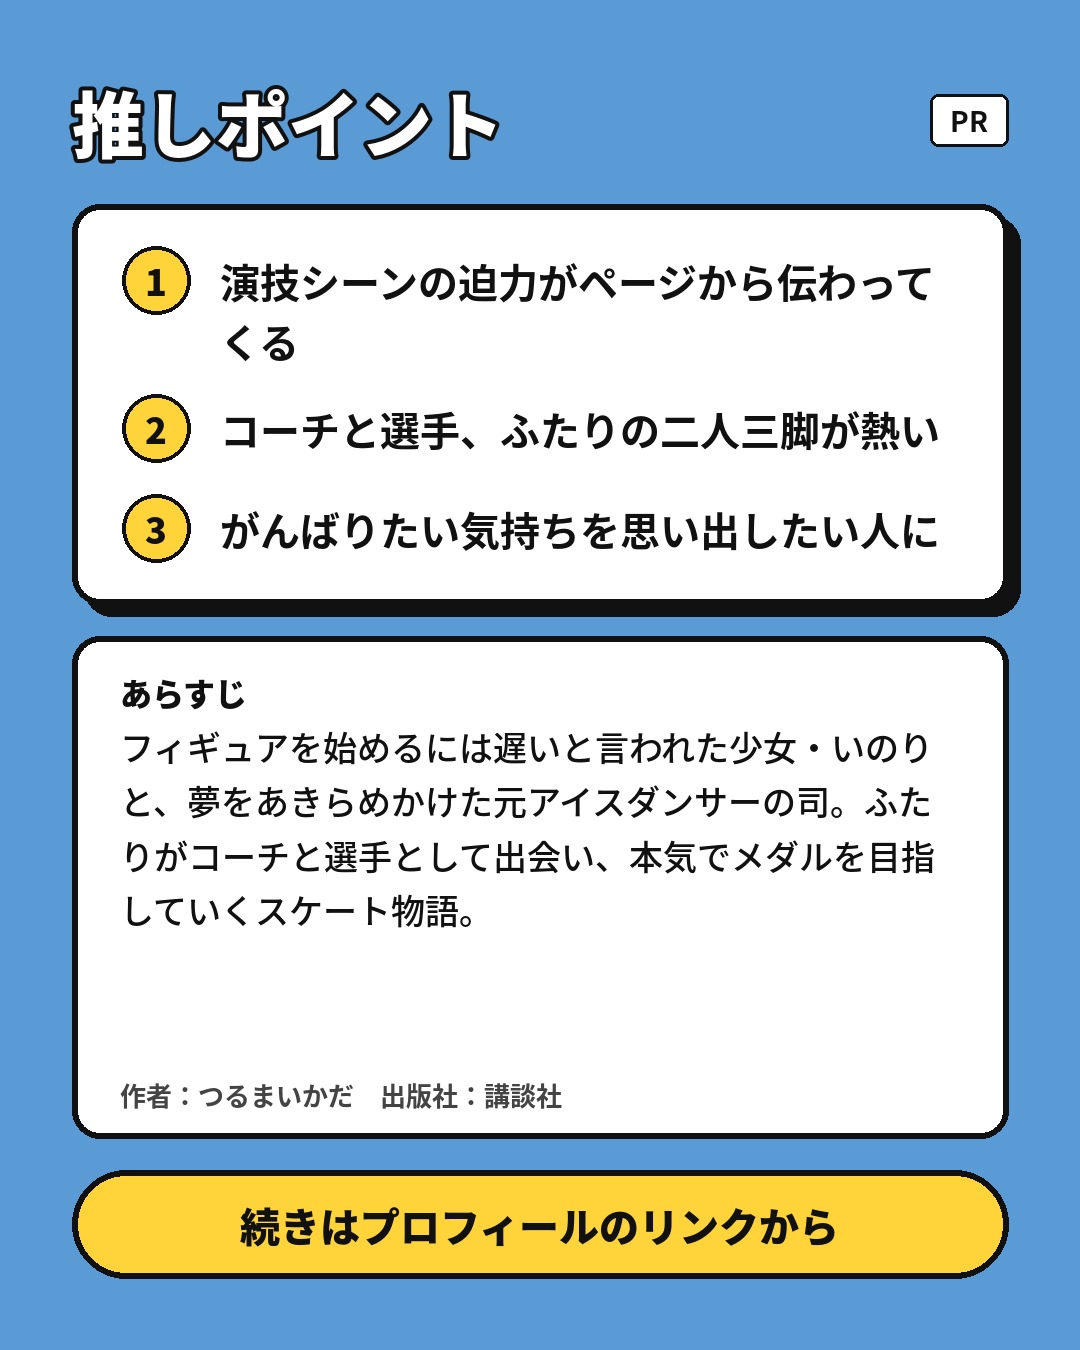 推しポイント
PR
1 演技シーンの迫力がページから伝わって
くる
2 コーチと選手、ふたりの二人三脚が熱い
3 がんばりたい気持ちを思い出したい人に
あらすじ
フィギュアを始めるには遅いと言われた少女・いのり
と、夢をあきらめかけた元アイスダンサーの司。ふた
りがコーチと選手として出会い、本気でメダルを目指
していくスケート物語。
作者：つるまいかだ　出版社：講談社
続きはプロフィールのリンクから